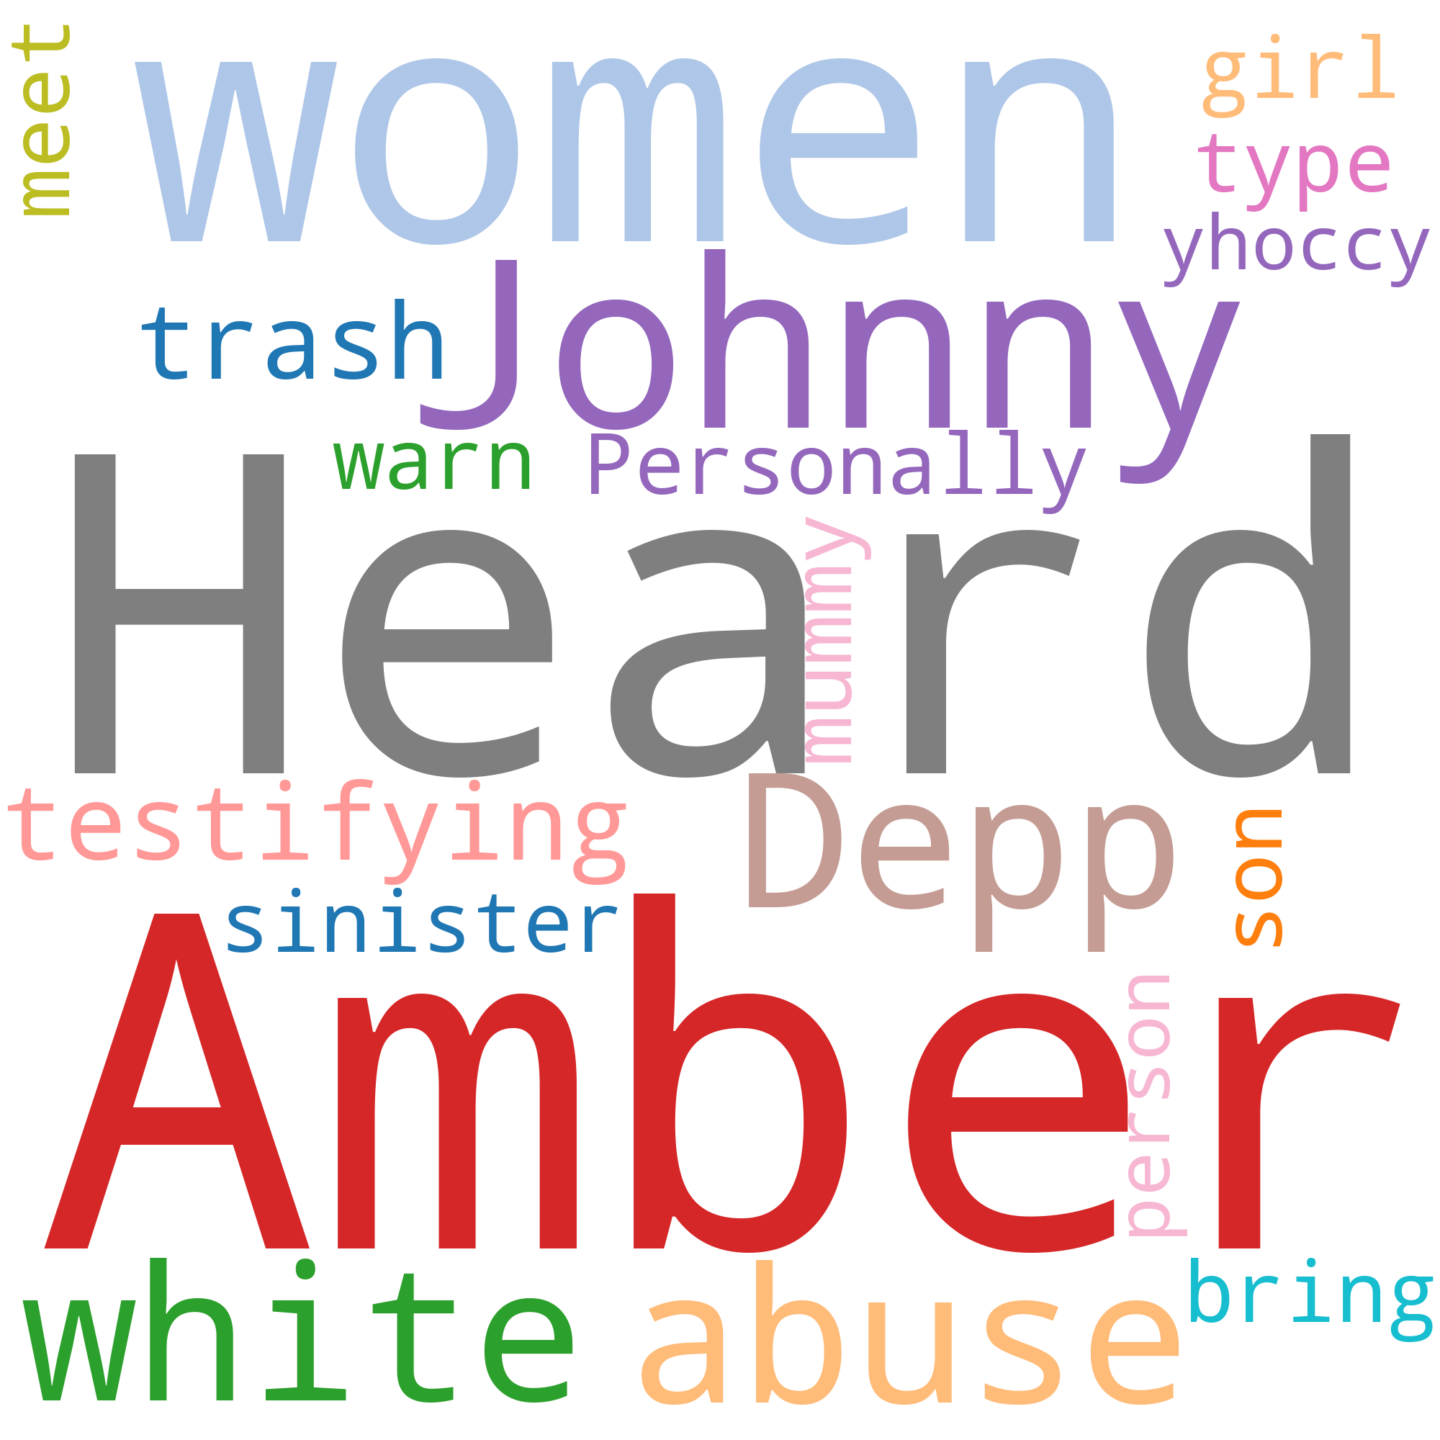 meet
women
girl
type
yhoccy
Johnny
trash
warn
Personally
Heard
mummy
testifying
Depp
son
sinister
Amber
person
white
abuse
bring